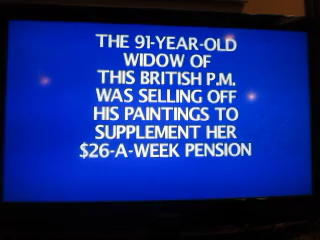 THE 91-YEAR-OLD
WIDOW OF
THIS BRITISH P.M.
WAS SELLING OFF
HIS PAINTINGS TO
SUPPLEMENT HER
$26-A-WEEK PENSION